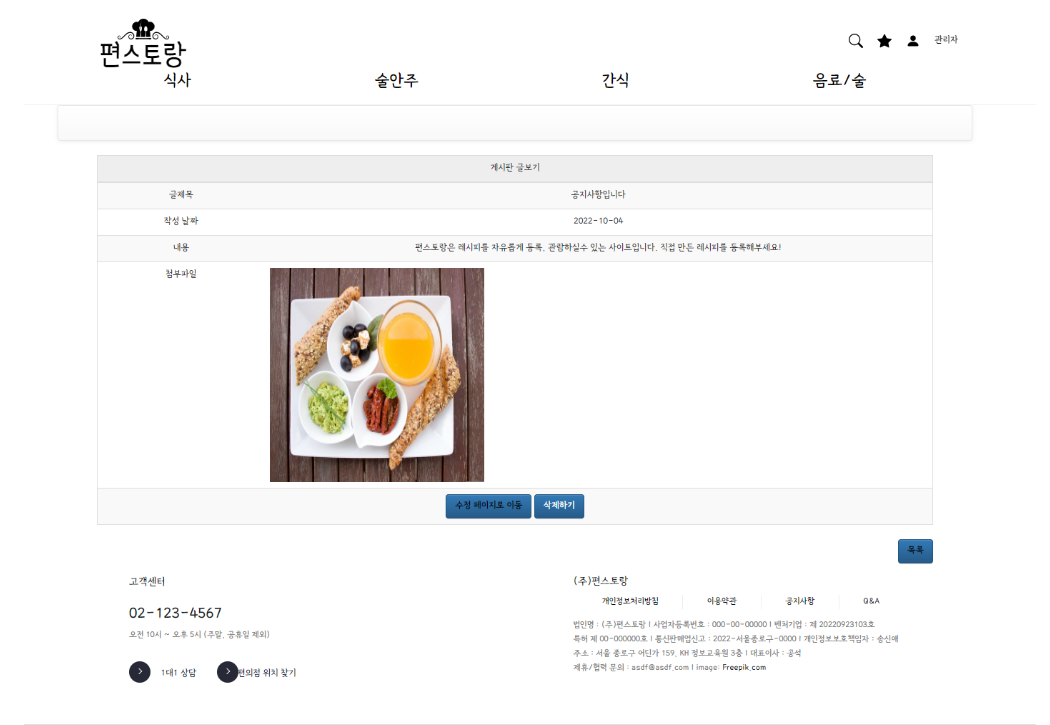 편스토랑
관리자
식사 술안주 간식 음료/술
게시판 글보기
글제목 공지사항입니다
작성 날짜 2022-10-04
내용 편스토랑은 레시피를 자유롭게 등록, 관람하실수 있는 사이트입니다. 직접 만든 레시피를 등록해부세요!
첨부파일
수정 페이지로 이동 삭제하기
목록
고객센터
02-123-4567
오전 10시 ~ 오후 5시 (주말, 공휴일 제외)
1대1 상담 편의점 위치 찾기
(주)편스토랑
개인정보처리방침 이용약관 공지사항 Q&A
법인명 : (주)편스토랑 | 사업자등록번호 : 000-00-00000 | 벤처기업 : 제 20220923103호
특허 제 00-000000호 | 통신판매업신고 : 2022-서울종로구-0000 | 개인정보보호책임자 : 송신애
주소 : 서울 종로구 어딘가 159, KH 정보교육원 3층 | 대표이사 : 공석
제휴/협력 문의 : asdf@asdf.com | image: Freepik.com